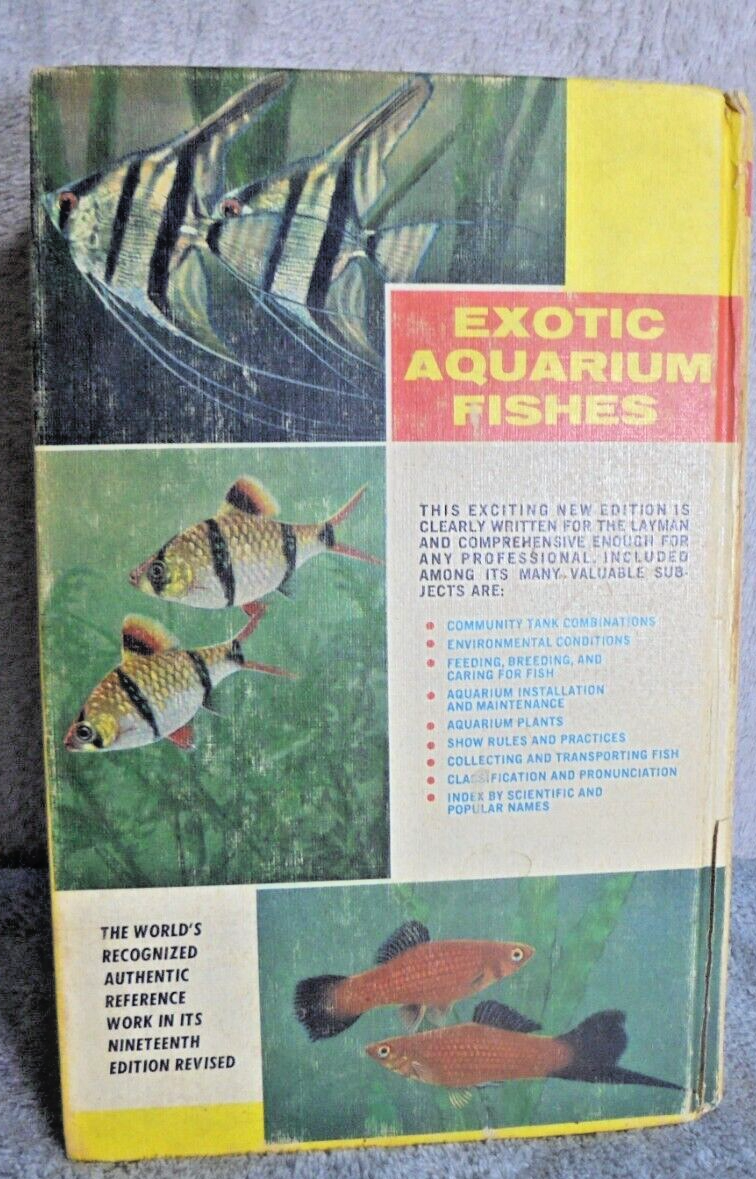 EXOTIC
AQUARIUM
FISHES
THIS EXCITING NEW EDITION IS
CLEARLY WRITTEN FOR THE LAYMAN
AND COMPREHENSIVE ENOUGH FOR
ANY PROFESSIONAL. INCLUDED
AMONG ITS MANY VALUABLE SUB-
JECTS ARE:
• COMMUNITY TANK COMBINATIONS
• ENVIRONMENTAL CONDITIONS
• FEEDING, BREEDING, AND
CARING FOR FISH
• AQUARIUM INSTALLATION
AND MAINTENANCE
• AQUARIUM PLANTS
• SHOW RULES AND PRACTICES
• COLLECTING AND TRANSPORTING FISH
• CLASSIFICATION AND PRONUNCIATION
• INDEX BY SCIENTIFIC AND
POPULAR NAMES
THE WORLD'S
RECOGNIZED
AUTHENTIC
REFERENCE
WORK IN ITS
NINETEENTH
EDITION REVISED